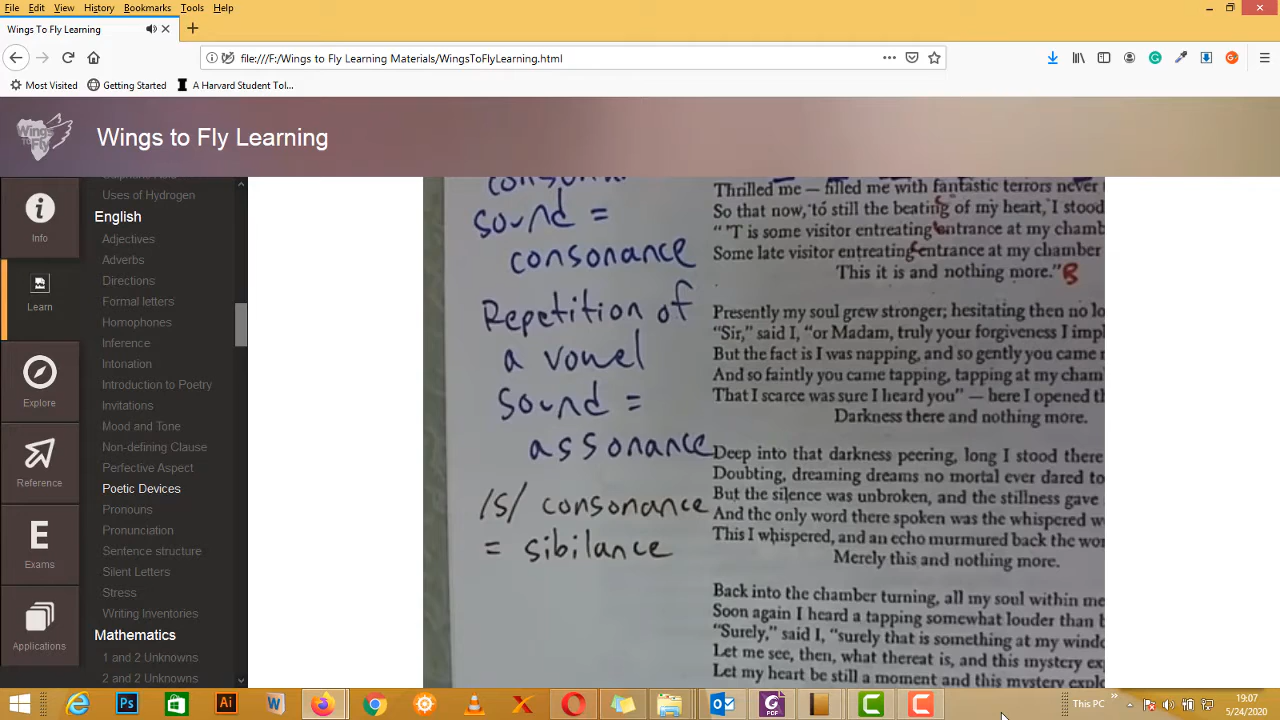 File Edit View History Bookmarks Tools Help
Wings To Fly Learning
file:///F:/Wings to Fly Learning Materials/WingsToFlyLearning.html
Most Visited Getting Started A Harvard Student Tol...
Wings to Fly
Wings to Fly Learning
Info
Learn
Explore
Reference
E
Exams
Applications
Uses of Hydrogen
English
Adjectives
Adverbs
Directions
Formal letters
Homophones
Inference
Intonation
Introduction to Poetry
Invitations
Mood and Tone
Non-defining Clause
Perfective Aspect
Poetic Devices
Pronouns
Pronunciation
Sentence structure
Silent Letters
Stress
Writing Inventories
Mathematics
1 and 2 Unknowns
2 and 2 Unknowns
sound =
consonance
Repetition of
a vowel
sound =
assonance
/s/ consonance
= sibilance
Thrilled me — filled me with fantastic terrors never
So that now, to still the beating of my heart, I stood
"'T is some visitor entreating entrance at my chamb
Some late visitor entreating entrance at my chamber
This it is and nothing more." B
Presently my soul grew stronger; hesitating then no lo
"Sir," said I, "or Madam, truly your forgiveness I impl
But the fact is I was napping, and so gently you came
And so faintly you came tapping, tapping at my cham
That I scarce was sure I heard you" — here I opened th
Darkness there and nothing more.
Deep into that darkness peering, long I stood there
Doubting, dreaming dreams no mortal ever dared to
But the silence was unbroken, and the stillness gave
And the only word there spoken was the whispered w
This I whispered, and an echo murmured back the wor
Merely this and nothing more.
Back into the chamber turning, all my soul within me
Soon again I heard a tapping somewhat louder than b
"Surely," said I, "surely that is something at my windo
Let me see, then, what thereat is, and this mystery exp
Let my heart be still a moment and this mystery explo
This PC
19:07
5/24/2020